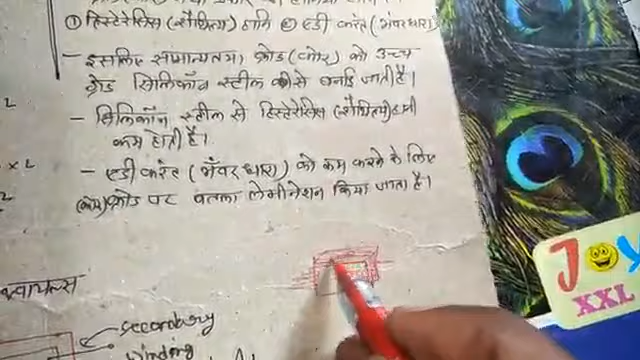 ① हिस्टेरेसिस (शैथिल्य) हानि ② एडी करंट (भंवर धारा)
- इसलिए सामान्यतया क्रोड (कोर) को उच्च
ग्रेड सिलिकॉन स्टील की से बनाई जाती है।
- सिलिकॉन स्टील से हिस्टेरेसिस (शैथिल्य) हानी
कम होती है।
- एडी करंट (भँवर धारा) को कम करने के लिए
(कोर) क्रोड पर पतला लेमीनेशन किया जाता है।
secondary
winding
JOY
XXL